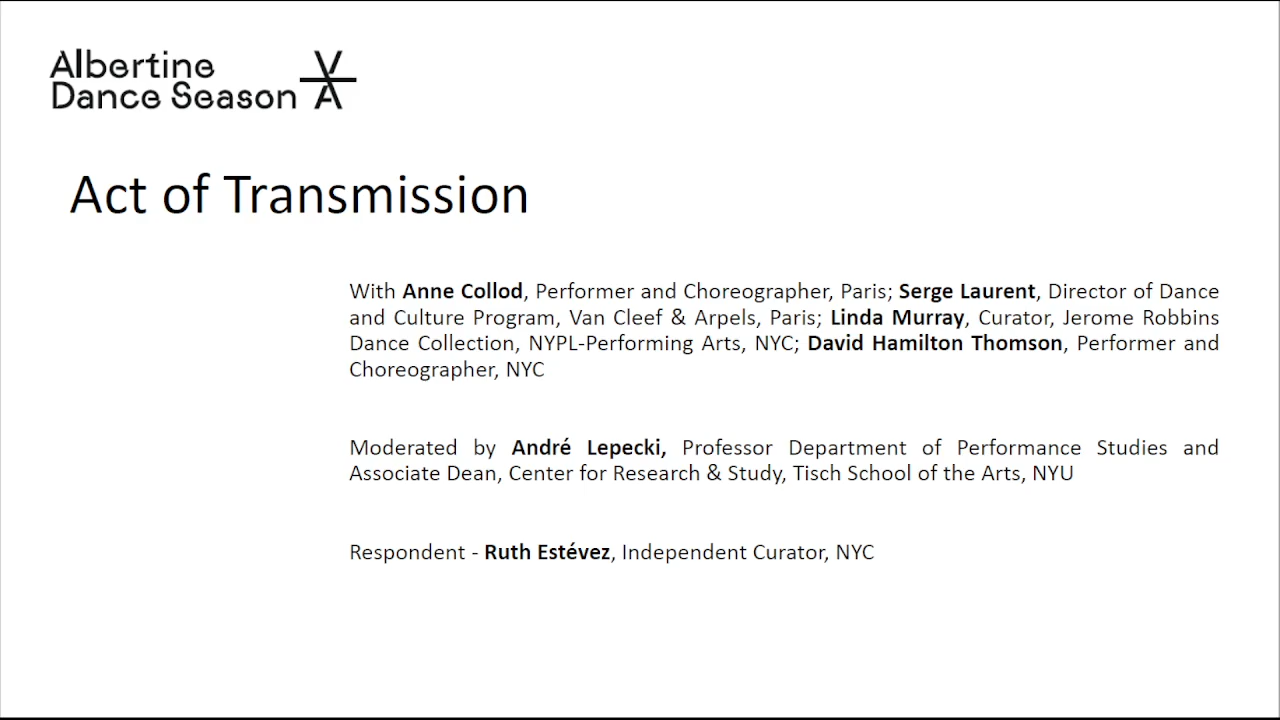 Albertine
Dance Season
Act of Transmission
With Anne Collod, Performer and Choreographer, Paris; Serge Laurent, Director of Dance
and Culture Program, Van Cleef & Arpels, Paris; Linda Murray, Curator, Jerome Robbins
Dance Collection, NYPL-Performing Arts, NYC; David Hamilton Thomson, Performer and
Choreographer, NYC
Moderated by André Lepecki, Professor Department of Performance Studies and
Associate Dean, Center for Research & Study, Tisch School of the Arts, NYU
Respondent - Ruth Estévez, Independent Curator, NYC